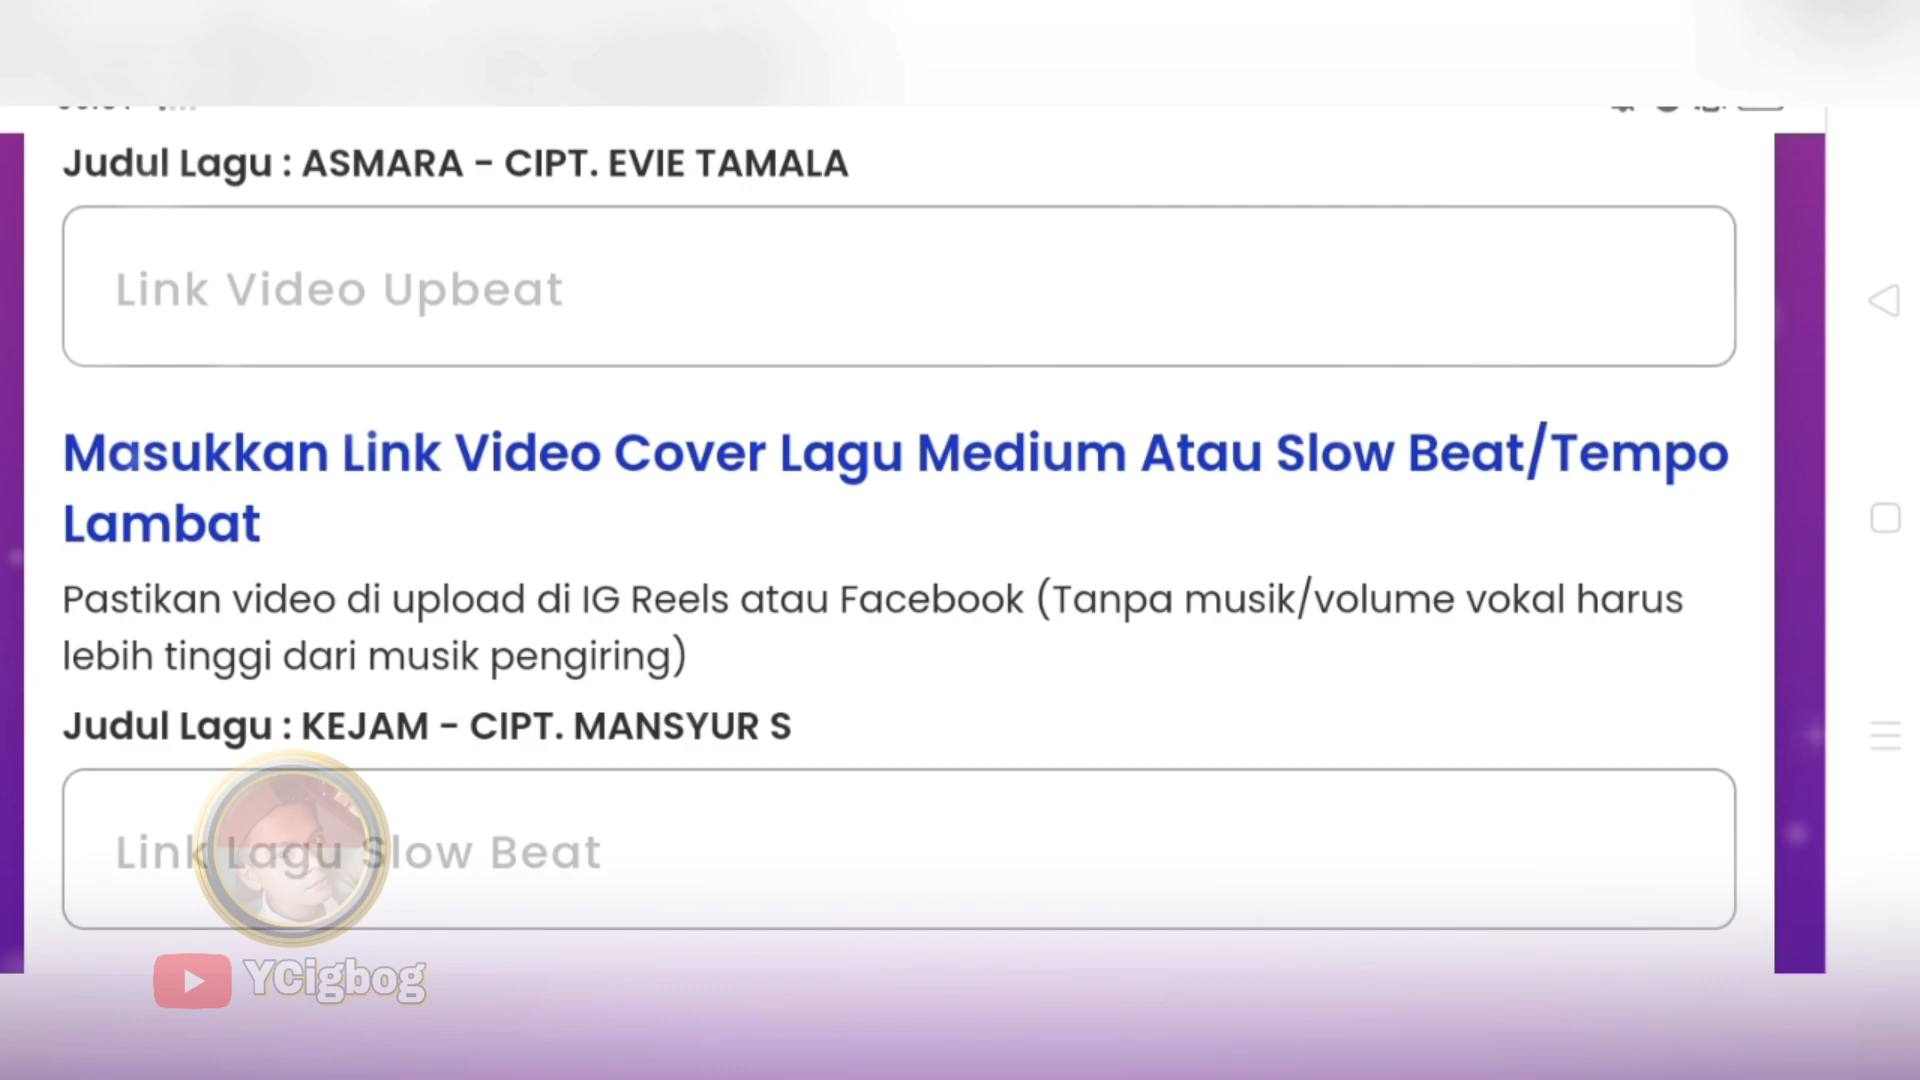 Judul Lagu : ASMARA - CIPT. EVIE TAMALA
Link Video Upbeat
Masukkan Link Video Cover Lagu Medium Atau Slow Beat/Tempo
Lambat
Pastikan video di upload di IG Reels atau Facebook (Tanpa musik/volume vokal harus
lebih tinggi dari musik pengiring)
Judul Lagu : KEJAM - CIPT. MANSYUR S
Link Lagu Slow Beat
YCigbog